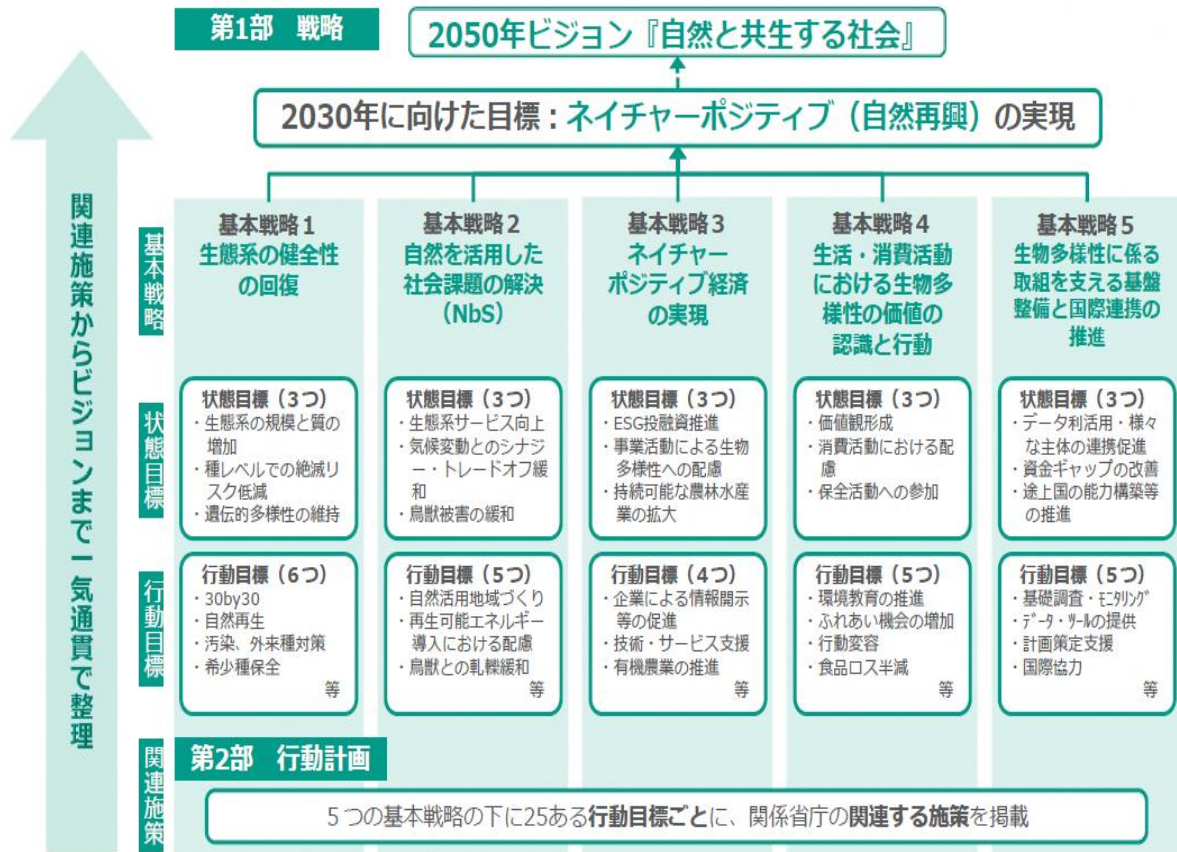 第1部 戦略
2050年ビジョン『自然と共生する社会』
2030年に向けた目標：ネイチャーポジティブ（自然再興）の実現
関連施策からビジョンまで一気通貫で整理
基本戦略
基本戦略1
生態系の健全性
の回復
基本戦略2
自然を活用した
社会課題の解決
（NbS）
基本戦略3
ネイチャー
ポジティブ経済
の実現
基本戦略4
生活・消費活動
における生物多
様性の価値の
認識と行動
基本戦略5
生物多様性に係る
取組を支える基盤
整備と国際連携の
推進
状態目標
状態目標（3つ）
・生態系の規模と質の
増加
・種レベルでの絶滅リ
スク低減
・遺伝的多様性の維持
状態目標（3つ）
・生態系サービス向上
・気候変動とのシナジ
ー・トレードオフ緩
和
・鳥獣被害の緩和
状態目標（3つ）
・ESG投融資推進
・事業活動による生物
多様性への配慮
・持続可能な農林水産
業の拡大
状態目標（3つ）
・価値観形成
・消費活動における配
慮
・保全活動への参加
状態目標（3つ）
・データ利活用・様々
な主体の連携促進
・資金ギャップの改善
・途上国の能力構築等
の推進
行動目標
行動目標（6つ）
・30by30
・自然再生
・汚染、外来種対策
・希少種保全
等
行動目標（5つ）
・自然活用地域づくり
・再生可能エネルギー
導入における配慮
・鳥獣との軋轢緩和
等
行動目標（4つ）
・企業による情報開示
等の促進
・技術・サービス支援
・有機農業の推進
等
行動目標（5つ）
・環境教育の推進
・ふれあい機会の増加
・行動変容
・食品ロス半減
等
行動目標（5つ）
・基礎調査・ﾓﾆﾀﾘﾝｸﾞ
・ﾃﾞｰﾀ・ﾂｰﾙの提供
・計画策定支援
・国際協力
等
関連施策
第2部 行動計画
5つの基本戦略の下に25ある行動目標ごとに、関係省庁の関連する施策を掲載